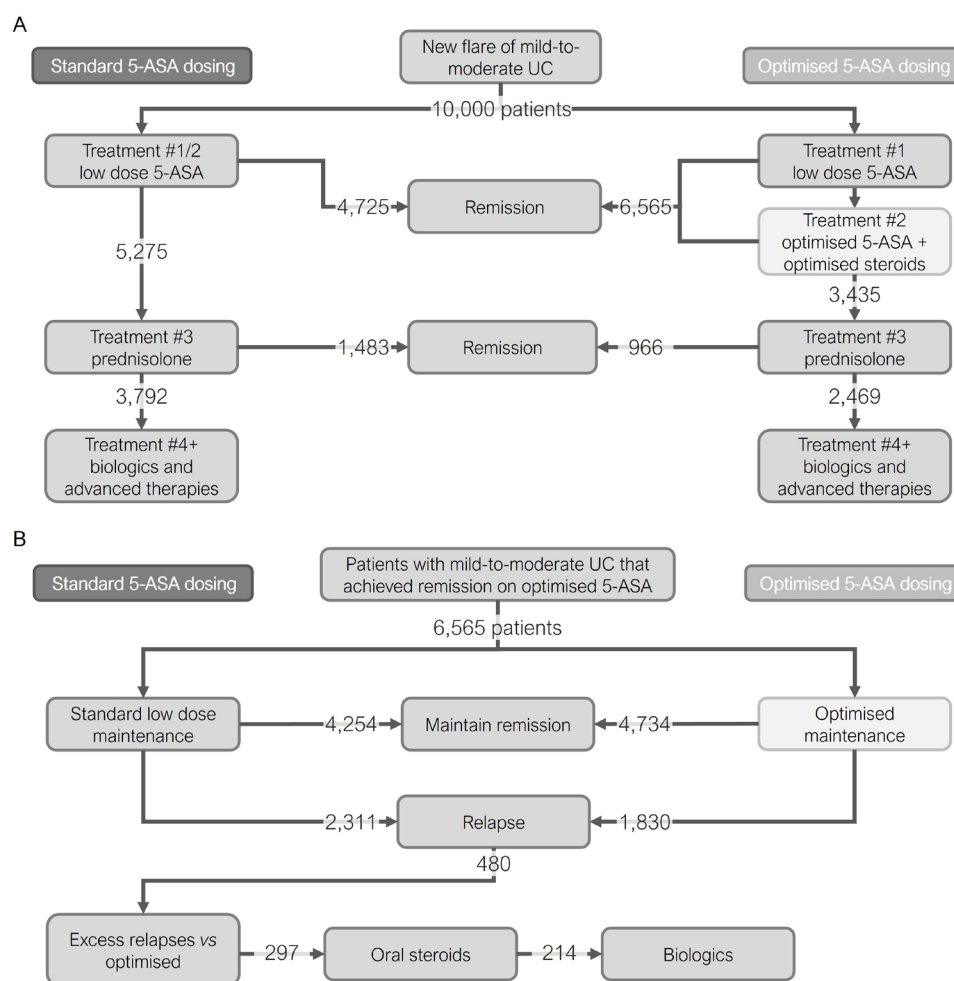 A
Standard 5-ASA dosing
New flare of mild-to-
moderate UC
Optimised 5-ASA dosing
10,000 patients
Treatment #1/2
low dose 5-ASA
Treatment #1
low dose 5-ASA
4,725
Remission
6,565
Treatment #2
optimised 5-ASA +
optimised steroids
5,275
3,435
Treatment #3
prednisolone
1,483
Remission
966
Treatment #3
prednisolone
3,792
2,469
Treatment #4+
biologics and
advanced therapies
Treatment #4+
biologics and
advanced therapies
B
Standard 5-ASA dosing
Patients with mild-to-moderate UC that
achieved remission on optimised 5-ASA
Optimised 5-ASA dosing
6,565 patients
Standard low dose
maintenance
4,254
Maintain remission
4,734
Optimised
maintenance
2,311
Relapse
1,830
480
Excess relapses vs
optimised
297
Oral steroids
214
Biologics